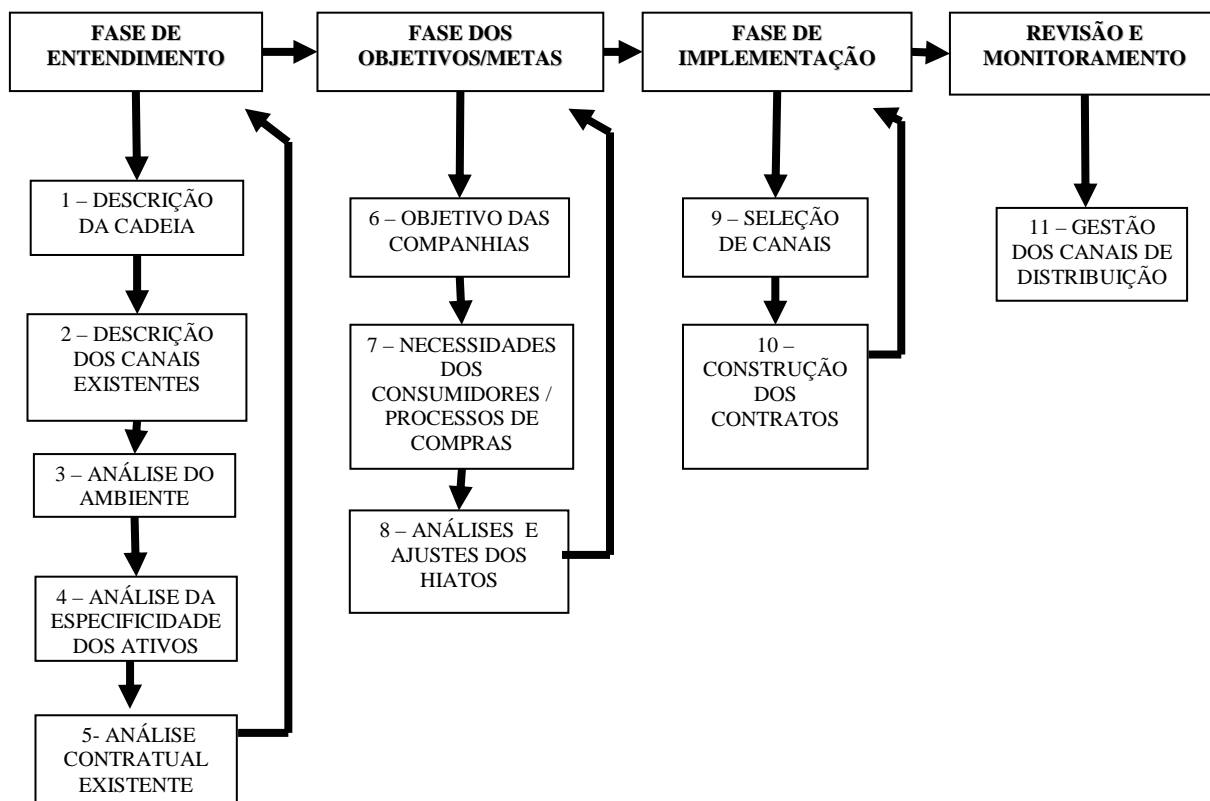 FASE DE
ENTENDIMENTO
FASE DOS
OBJETIVOS/METAS
FASE DE
IMPLEMENTAÇÃO
REVISÃO E
MONITORAMENTO
1 – DESCRIÇÃO
DA CADEIA
2 – DESCRIÇÃO
DOS CANAIS
EXISTENTES
3 – ANÁLISE DO
AMBIENTE
4 – ANÁLISE DA
ESPECIFICIDADE
DOS ATIVOS
5- ANÁLISE
CONTRATUAL
EXISTENTE
6 – OBJETIVO DAS
COMPANHIAS
7 – NECESSIDADES
DOS
CONSUMIDORES /
PROCESSOS DE
COMPRAS
8 – ANÁLISES E
AJUSTES DOS
HIATOS
9 – SELEÇÃO
DE CANAIS
10 –
CONSTRUÇÃO
DOS
CONTRATOS
11 – GESTÃO
DOS CANAIS DE
DISTRIBUIÇÃO